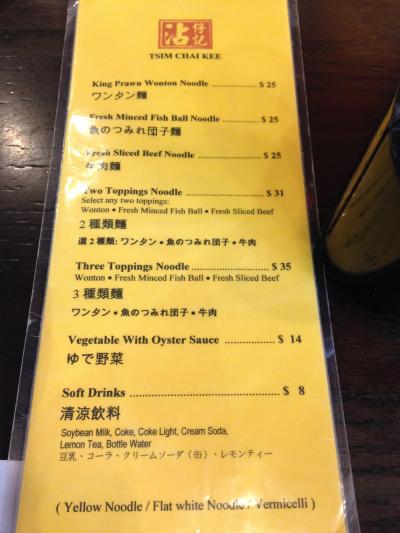 沾仔記
TSIM CHAI KEE
King Prawn Wonton Noodle ................ $ 25
ワンタン麵
Fresh Minced Fish Ball Noodle ............ $ 25
魚のつみれ団子麵
Fresh Sliced Beef Noodle ................... $ 25
牛肉麵
Two Toppings Noodle ........................ $ 31
Select any two toppings:
Wonton ● Fresh Minced Fish Ball ● Fresh Sliced Beef
2 種類麵
選 2 種類: ワンタン ● 魚のつみれ団子 ● 牛肉
Three Toppings Noodle ...................... $ 35
Wonton ● Fresh Minced Fish Ball ● Fresh Sliced Beef
3 種類麵
ワンタン ● 魚のつみれ団子 ● 牛肉
Vegetable With Oyster Sauce .............. $ 14
ゆで野菜
Soft Drinks ........................................ $ 8
清涼飲料
Soybean Milk, Coke, Coke Light, Cream Soda,
Lemon Tea, Bottle Water
豆乳、コーラ、クリームソーダ（缶）、レモンティー
( Yellow Noodle / Flat white Noodle / Vermicelli )